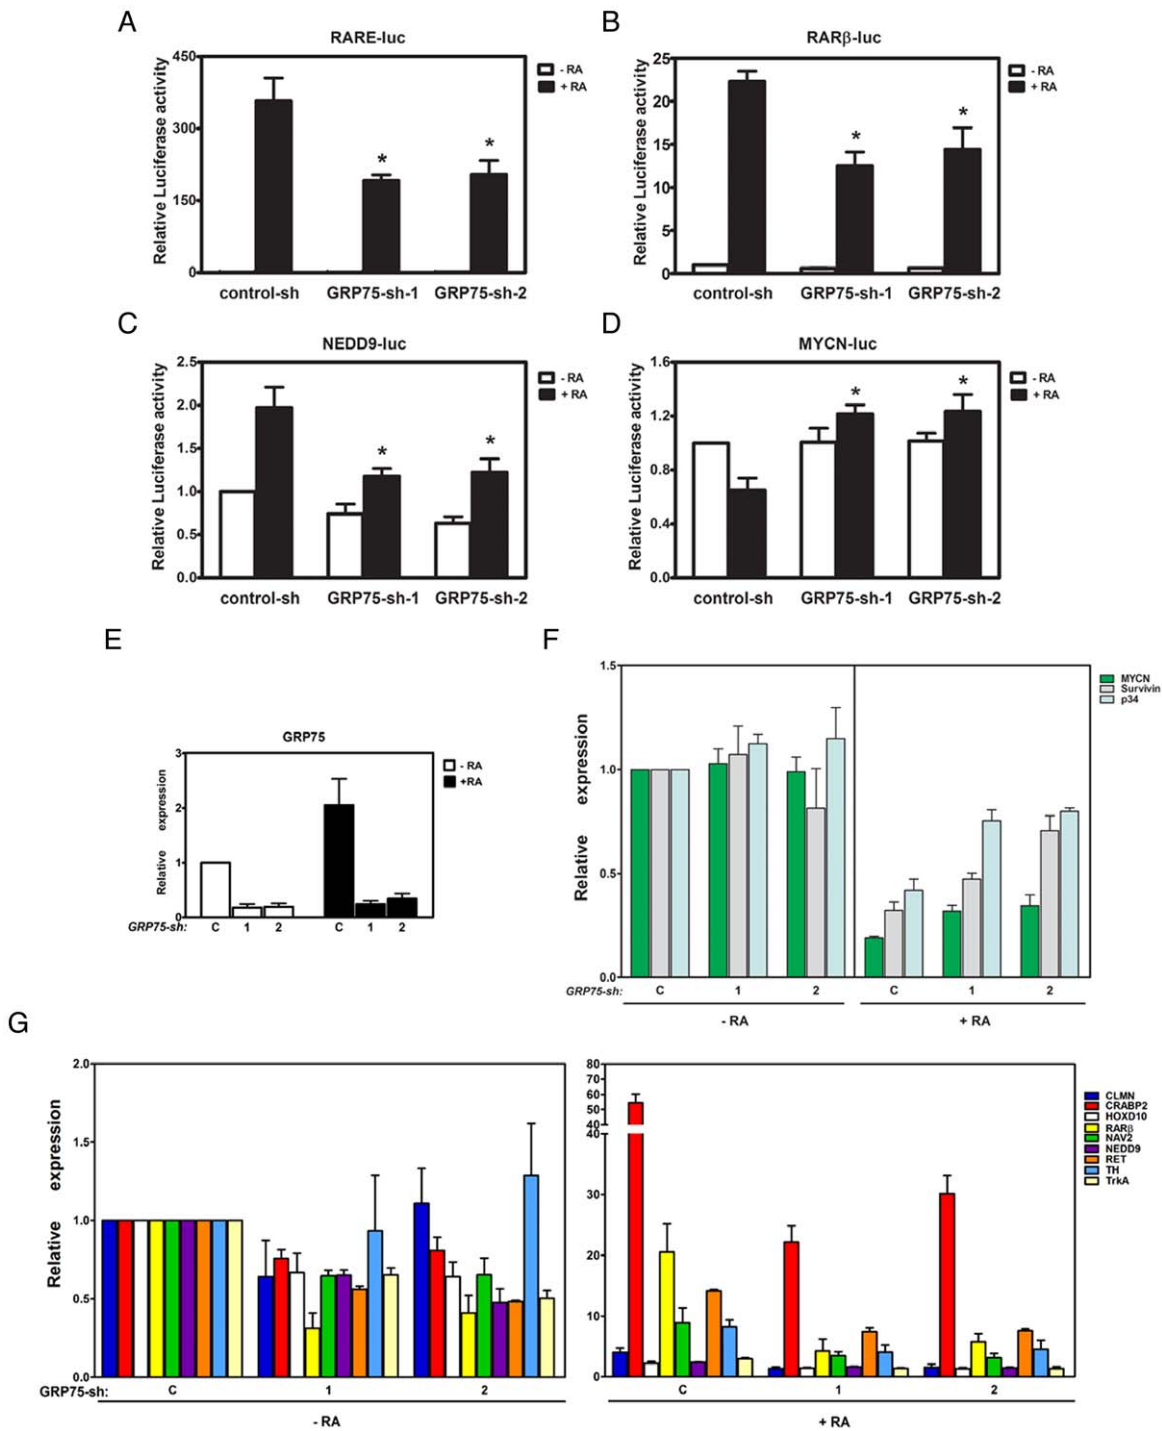 A
RARE-luc
Relative Luciferase activity
450
300
150
0
- RA
+ RA
*
*
control-sh GRP75-sh-1 GRP75-sh-2
B
RARβ-luc
Relative Luciferase activity
25
20
15
10
5
0
- RA
+ RA
*
*
control-sh GRP75-sh-1 GRP75-sh-2
C
NEDD9-luc
Relative Luciferase activity
2.5
2.0
1.5
1.0
0.5
0.0
- RA
+ RA
*
*
control-sh GRP75-sh-1 GRP75-sh-2
D
MYCN-luc
Relative Luciferase activity
1.6
1.2
0.8
0.4
0.0
- RA
+ RA
*
*
control-sh GRP75-sh-1 GRP75-sh-2
E
GRP75
Relative expression
3
2
1
0
- RA
+RA
GRP75-sh: C 1 2 C 1 2
F
Relative expression
1.5
1.0
0.5
0.0
MYCN
Survivin
p34
GRP75-sh: C 1 2 C 1 2
- RA + RA
G
Relative expression
2.0
1.5
1.0
0.5
0.0
GRP75-sh: C 1 2
- RA
80
70
60
50
40
40
30
20
10
0
C 1 2
+ RA
CLMN
CRABP2
HOXD10
RARβ
NAV2
NEDD9
RET
TH
TrkA